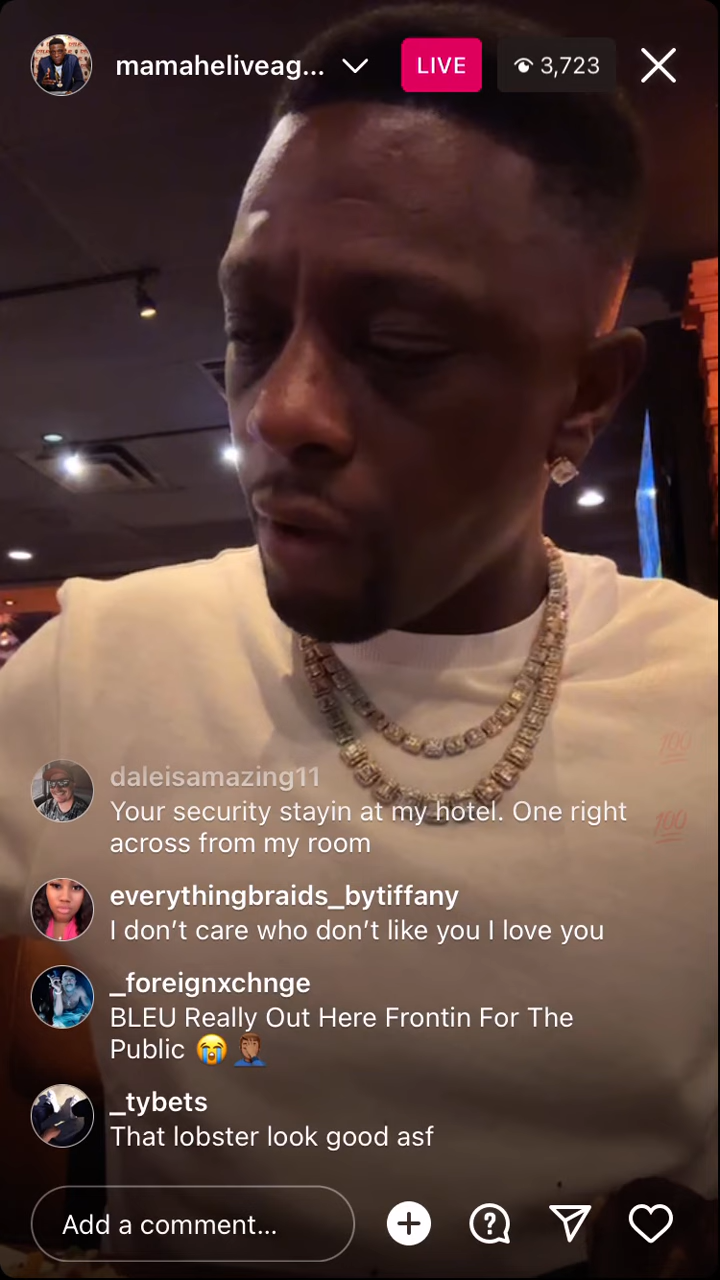 mamaheliveag...
LIVE
3,723
100
100
daleisamazing11
Your security stayin at my hotel. One right
across from my room
everythingbraids_bytiffany
I don’t care who don’t like you I love you
_foreignxchnge
BLEU Really Out Here Frontin For The
Public 😭🤦🏾‍♂️
_tybets
That lobster look good asf
Add a comment...